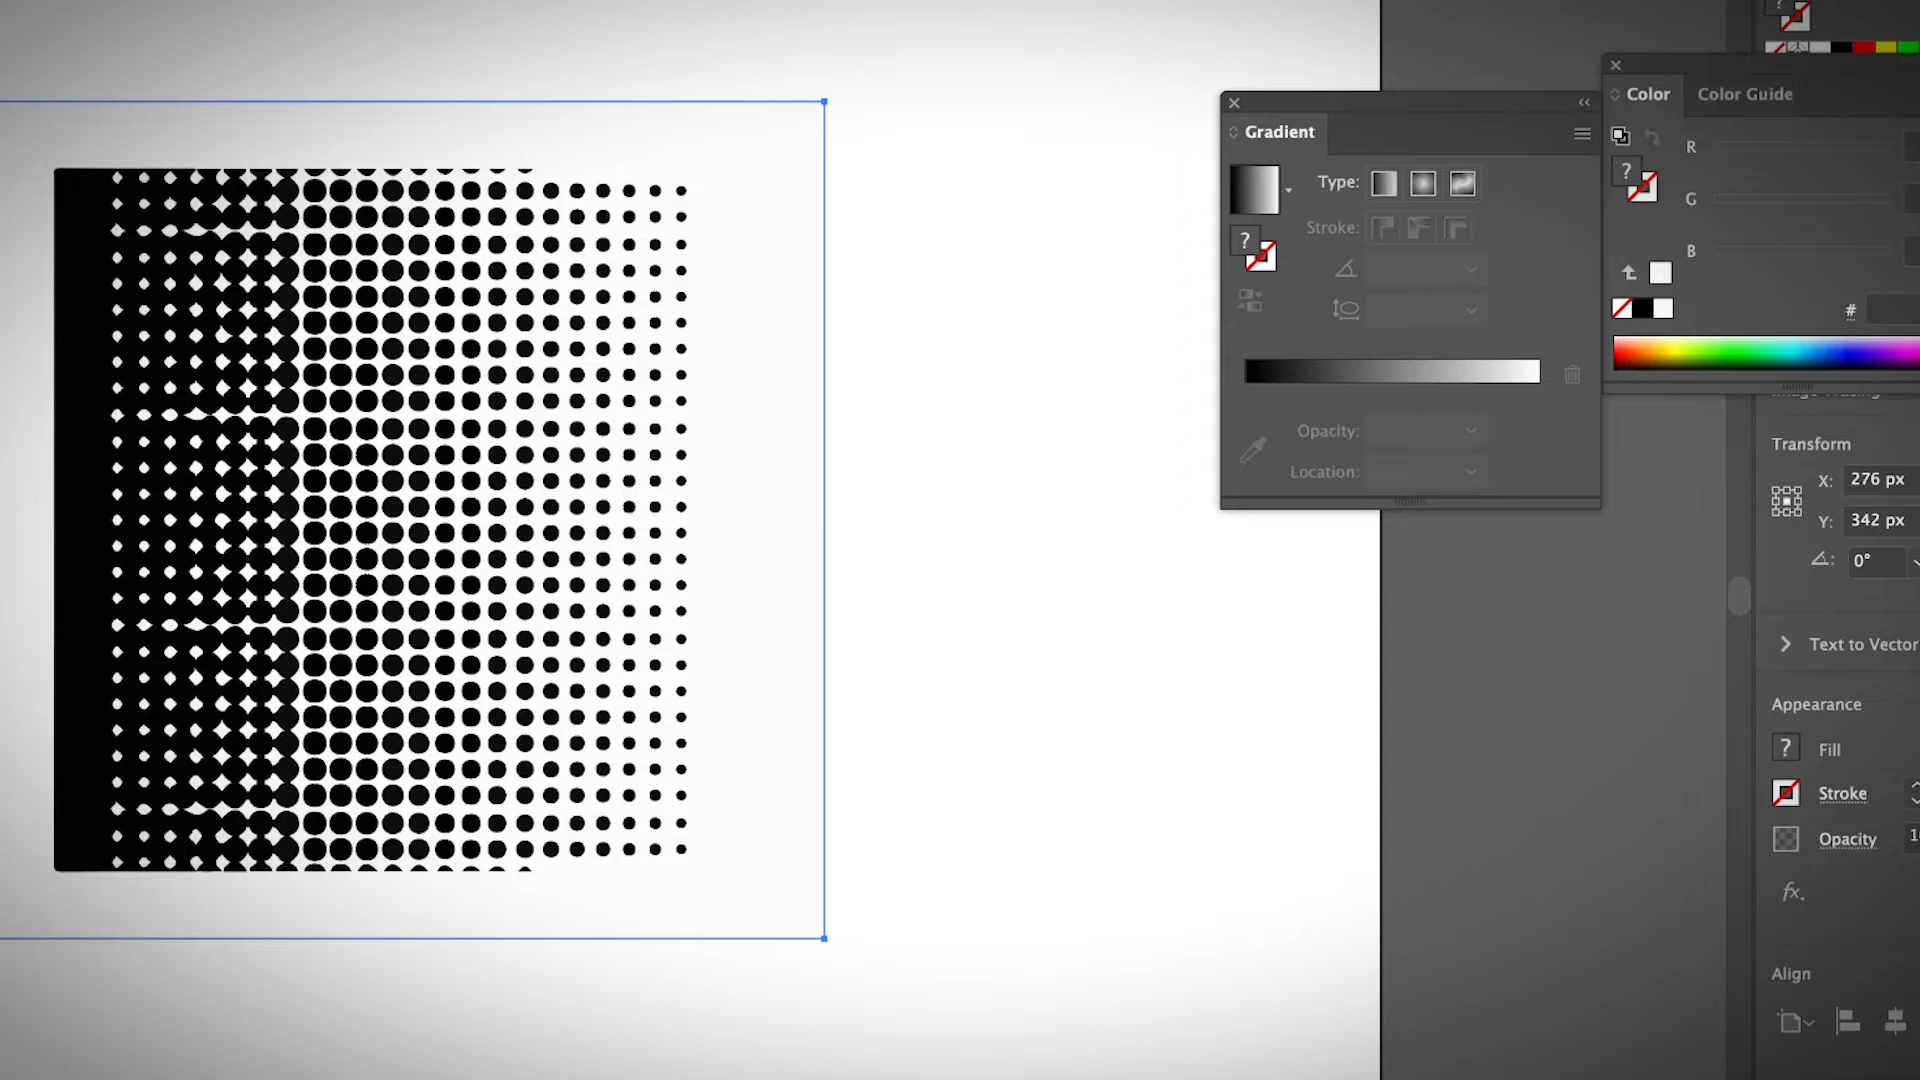 Gradient
Type:
Stroke:
?
Opacity:
Location:
Color
Color Guide
?
R
G
B
#
Transform
X: 276 px
Y: 342 px
0°
Text to Vector
Appearance
? Fill
Stroke
Opacity
fx.
Align